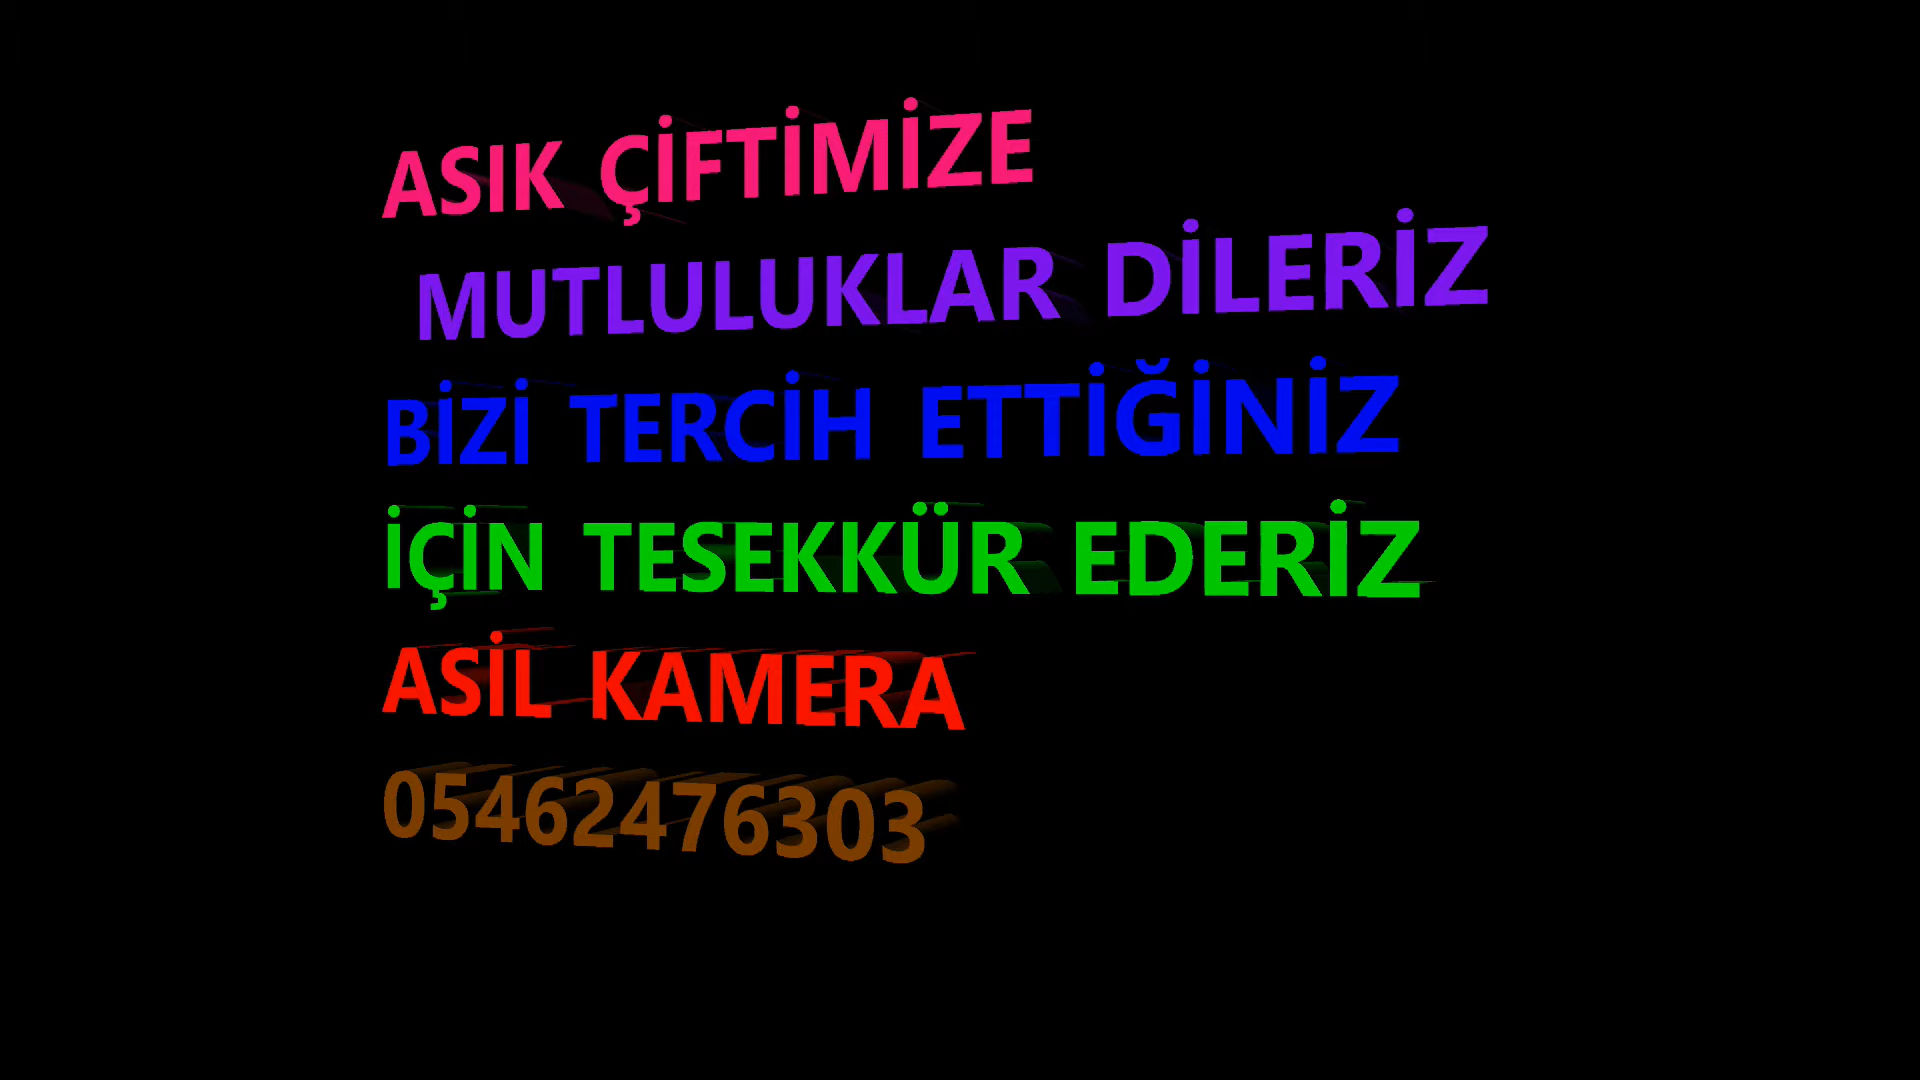 ASIK ÇİFTİMİZE
MUTLULUKLAR DİLERİZ
BİZİ TERCİH ETTİĞİNİZ
İÇİN TESEKKÜR EDERİZ
ASİL KAMERA
05462476303